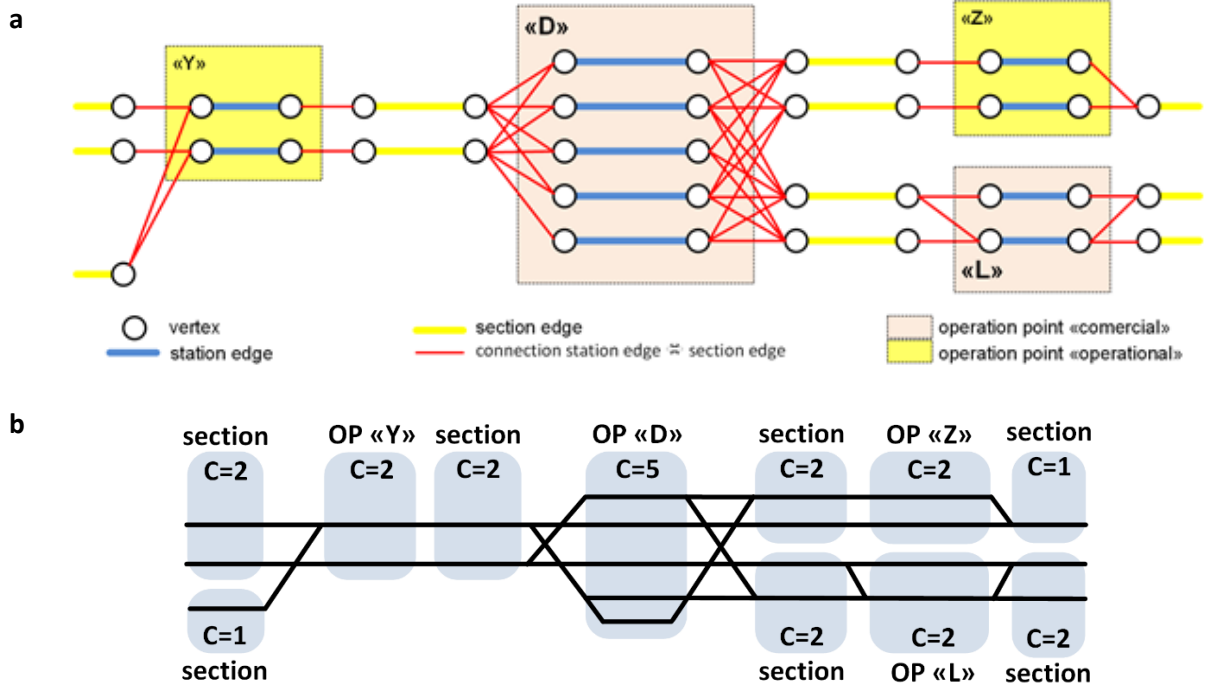 a
«Y»
«D»
«Z»
«L»
vertex
station edge
section edge
connection station edge section edge
operation point «comercial»
operation point «operational»
b
section OP «Y» section OP «D» section OP «Z» section
C=2 C=2 C=2 C=5 C=2 C=2 C=1
C=1 C=2 C=2 C=2
section section OP «L» section